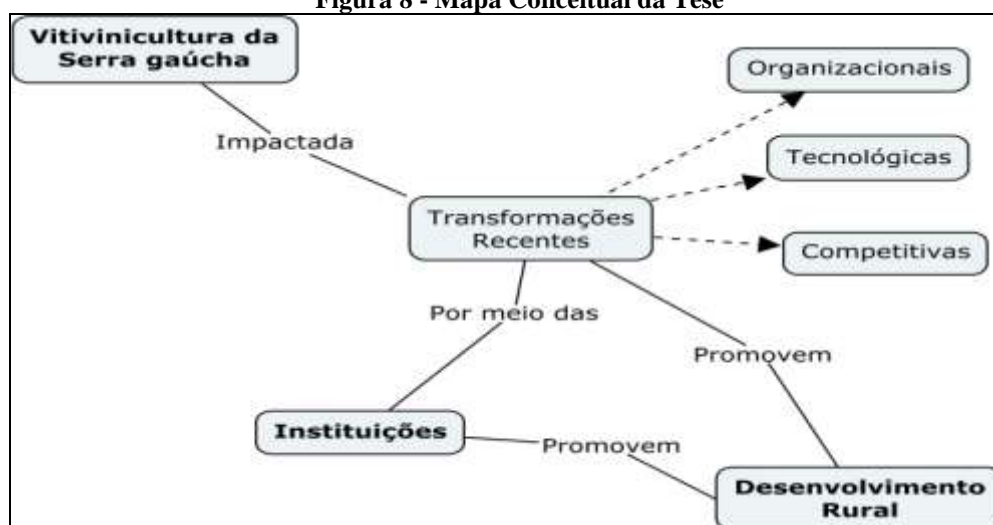 Figura 8 - Mapa Conceitual da Tese
Vitivinicultura da
Serra gaúcha
Organizacionais
Impactada
Tecnológicas
Transformações
Recentes
Competitivas
Por meio das
Promovem
Instituições
Promovem
Desenvolvimento
Rural